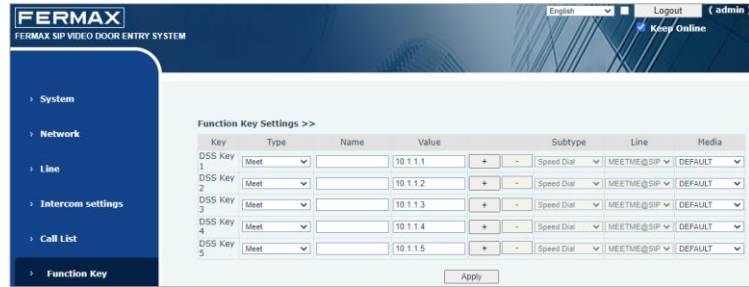 FERMAX
FERMAX SIP VIDEO DOOR ENTRY SYSTEM
English Logout ( admin
Keep Online
› System
› Network
› Line
› Intercom settings
› Call List
› Function Key
Function Key Settings >>
Key Type Name Value Subtype Line Media
DSS Key 1 Meet 10.1.1.1 + - Speed Dial MEETME@SIP DEFAULT
DSS Key 2 Meet 10.1.1.2 + - Speed Dial MEETME@SIP DEFAULT
DSS Key 3 Meet 10.1.1.3 + - Speed Dial MEETME@SIP DEFAULT
DSS Key 4 Meet 10.1.1.4 + - Speed Dial MEETME@SIP DEFAULT
DSS Key 5 Meet 10.1.1.5 + - Speed Dial MEETME@SIP DEFAULT
Apply